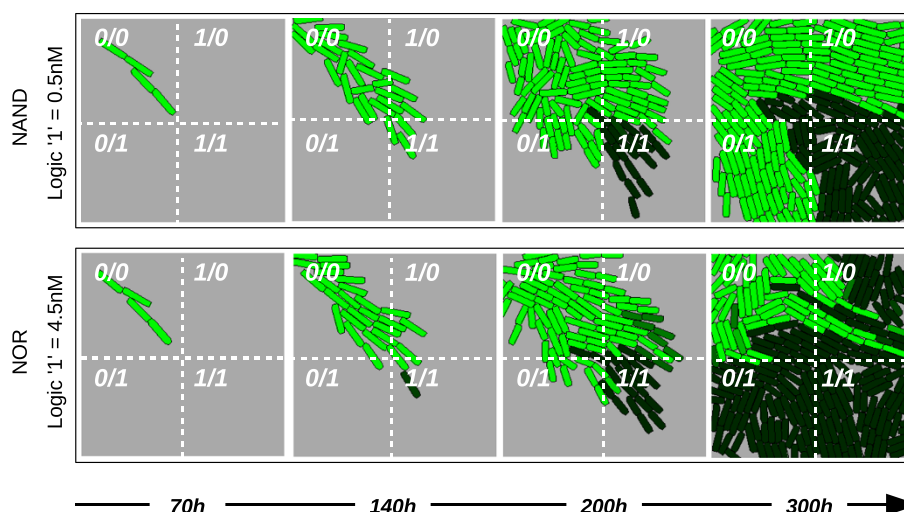 NAND
Logic '1' = 0.5nM
0/0 1/0 0/0 1/0 0/0 1/0 0/0 1/0
0/1 1/1 0/1 1/1 0/1 1/1 0/1 1/1
NOR
Logic '1' = 4.5nM
0/0 1/0 0/0 1/0 0/0 1/0 0/0 1/0
0/1 1/1 0/1 1/1 0/1 1/1 0/1 1/1
70h 140h 200h 300h